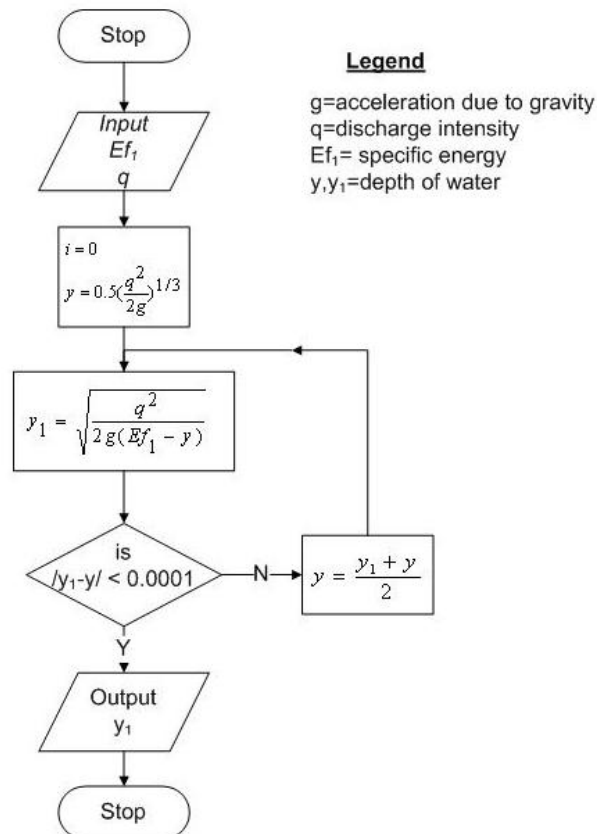 Stop
Legend
g=acceleration due to gravity
q=discharge intensity
Ef₁= specific energy
y,y₁=depth of water
Input
Ef₁
q
i = 0
y = 0.5(q²/2g)^1/3
y₁ = √(q²/(2g(Ef₁ − y)))
is
/y₁-y/ < 0.0001
N
y = (y₁ + y)/2
Y
Output
y₁
Stop